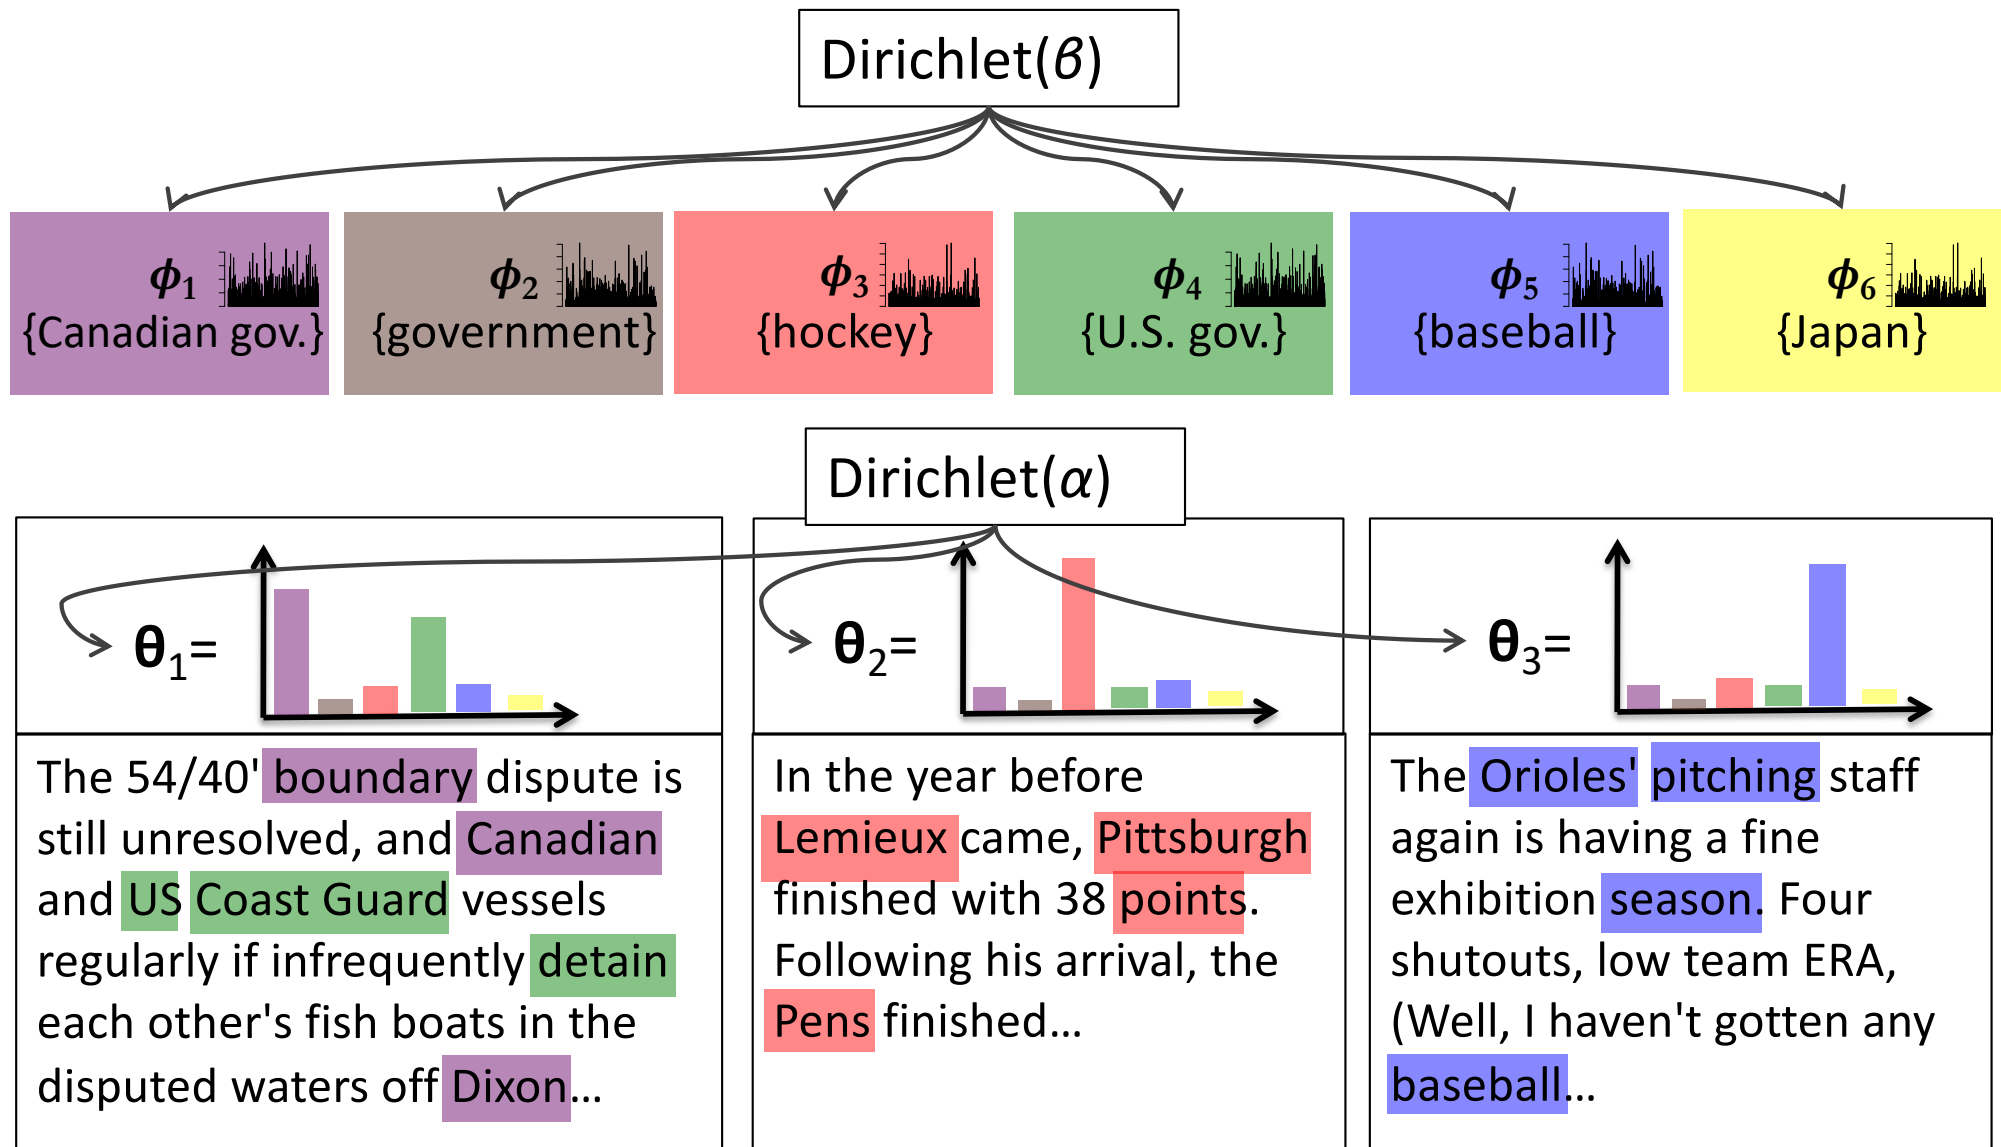 Dirichlet(β)
ϕ1
{Canadian gov.}
ϕ2
{government}
ϕ3
{hockey}
ϕ4
{U.S. gov.}
ϕ5
{baseball}
ϕ6
{Japan}
Dirichlet(α)
θ1=
The 54/40' boundary dispute is
still unresolved, and Canadian
and US Coast Guard vessels
regularly if infrequently detain
each other's fish boats in the
disputed waters off Dixon…
θ2=
In the year before
Lemieux came, Pittsburgh
finished with 38 points.
Following his arrival, the
Pens finished…
θ3=
The Orioles' pitching staff
again is having a fine
exhibition season. Four
shutouts, low team ERA,
(Well, I haven't gotten any
baseball…